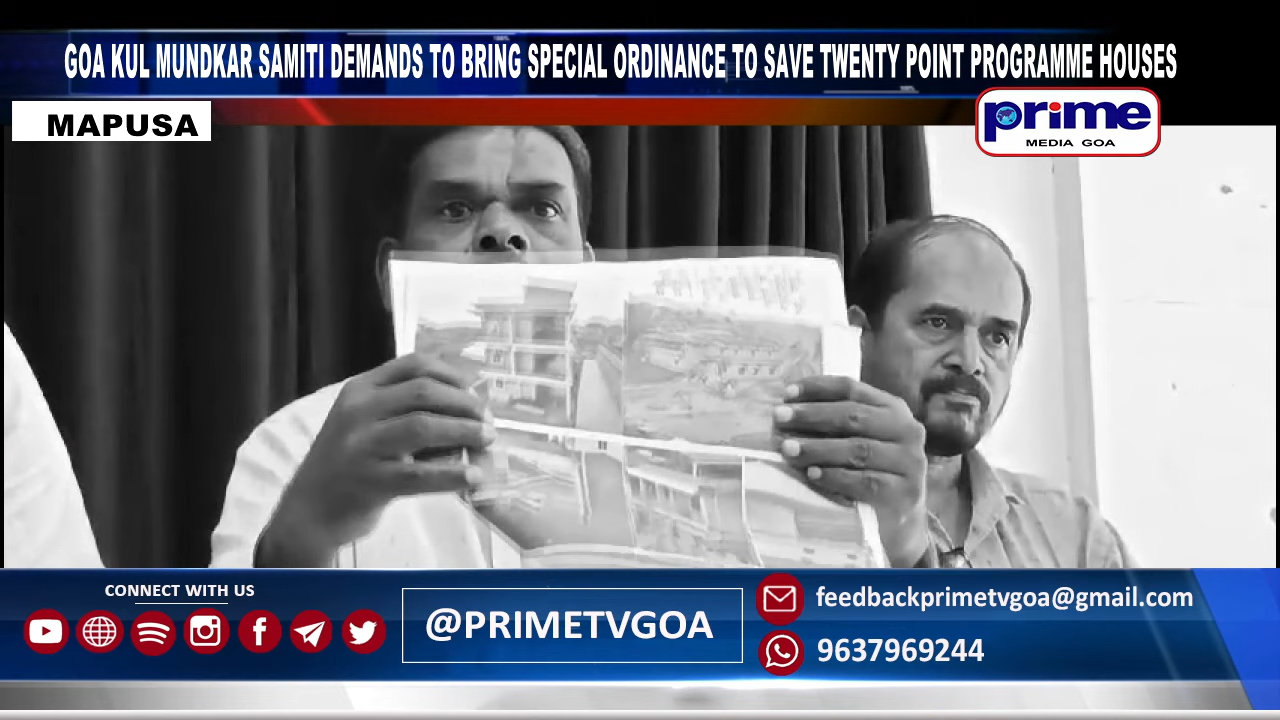 GOA KUL MUNDKAR SAMITI DEMANDS TO BRING SPECIAL ORDINANCE TO SAVE TWENTY POINT PROGRAMME HOUSES
MAPUSA
prime
MEDIA GOA
CONNECT WITH US
@PRIMETVGOA
feedbackprimetvgoa@gmail.com
9637969244